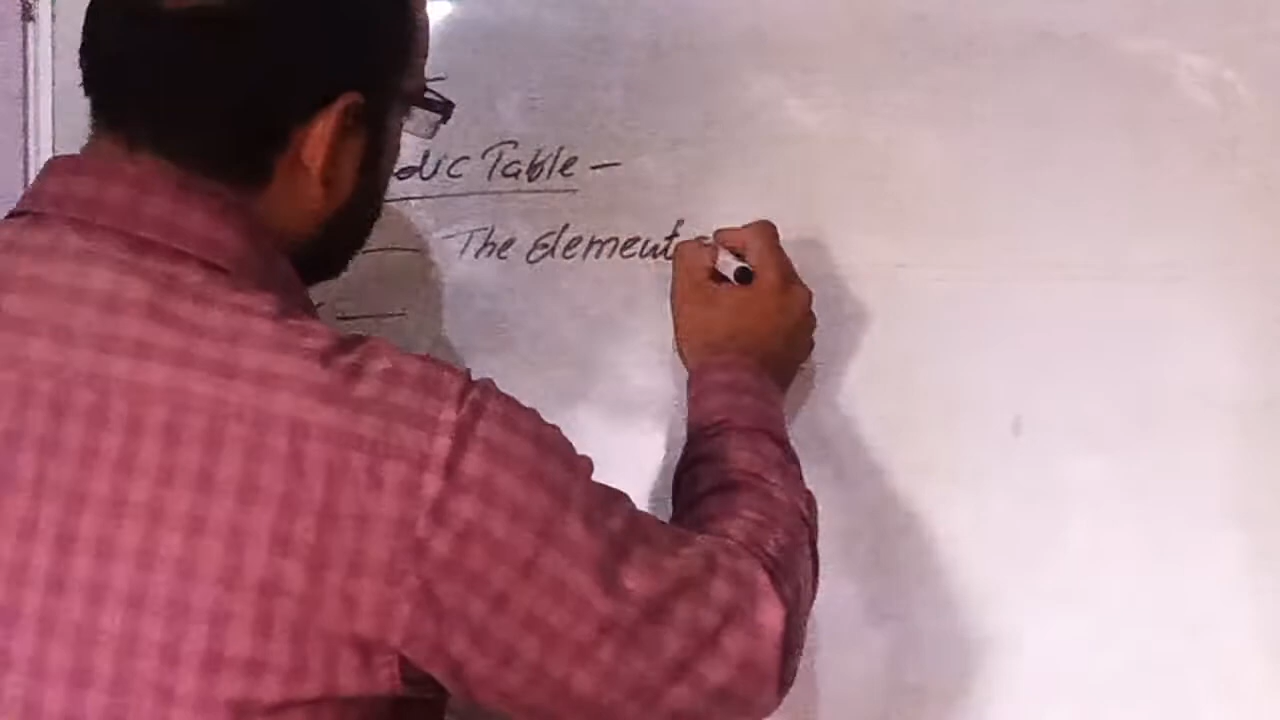 odic Table –
— The Element